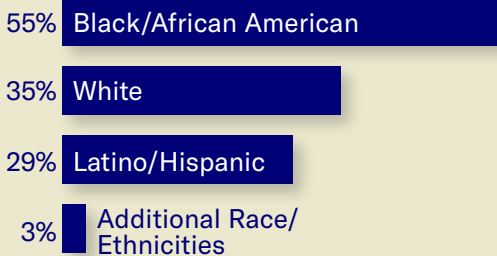 55% Black/African American
35% White
29% Latino/Hispanic
3% Additional Race/
Ethnicities